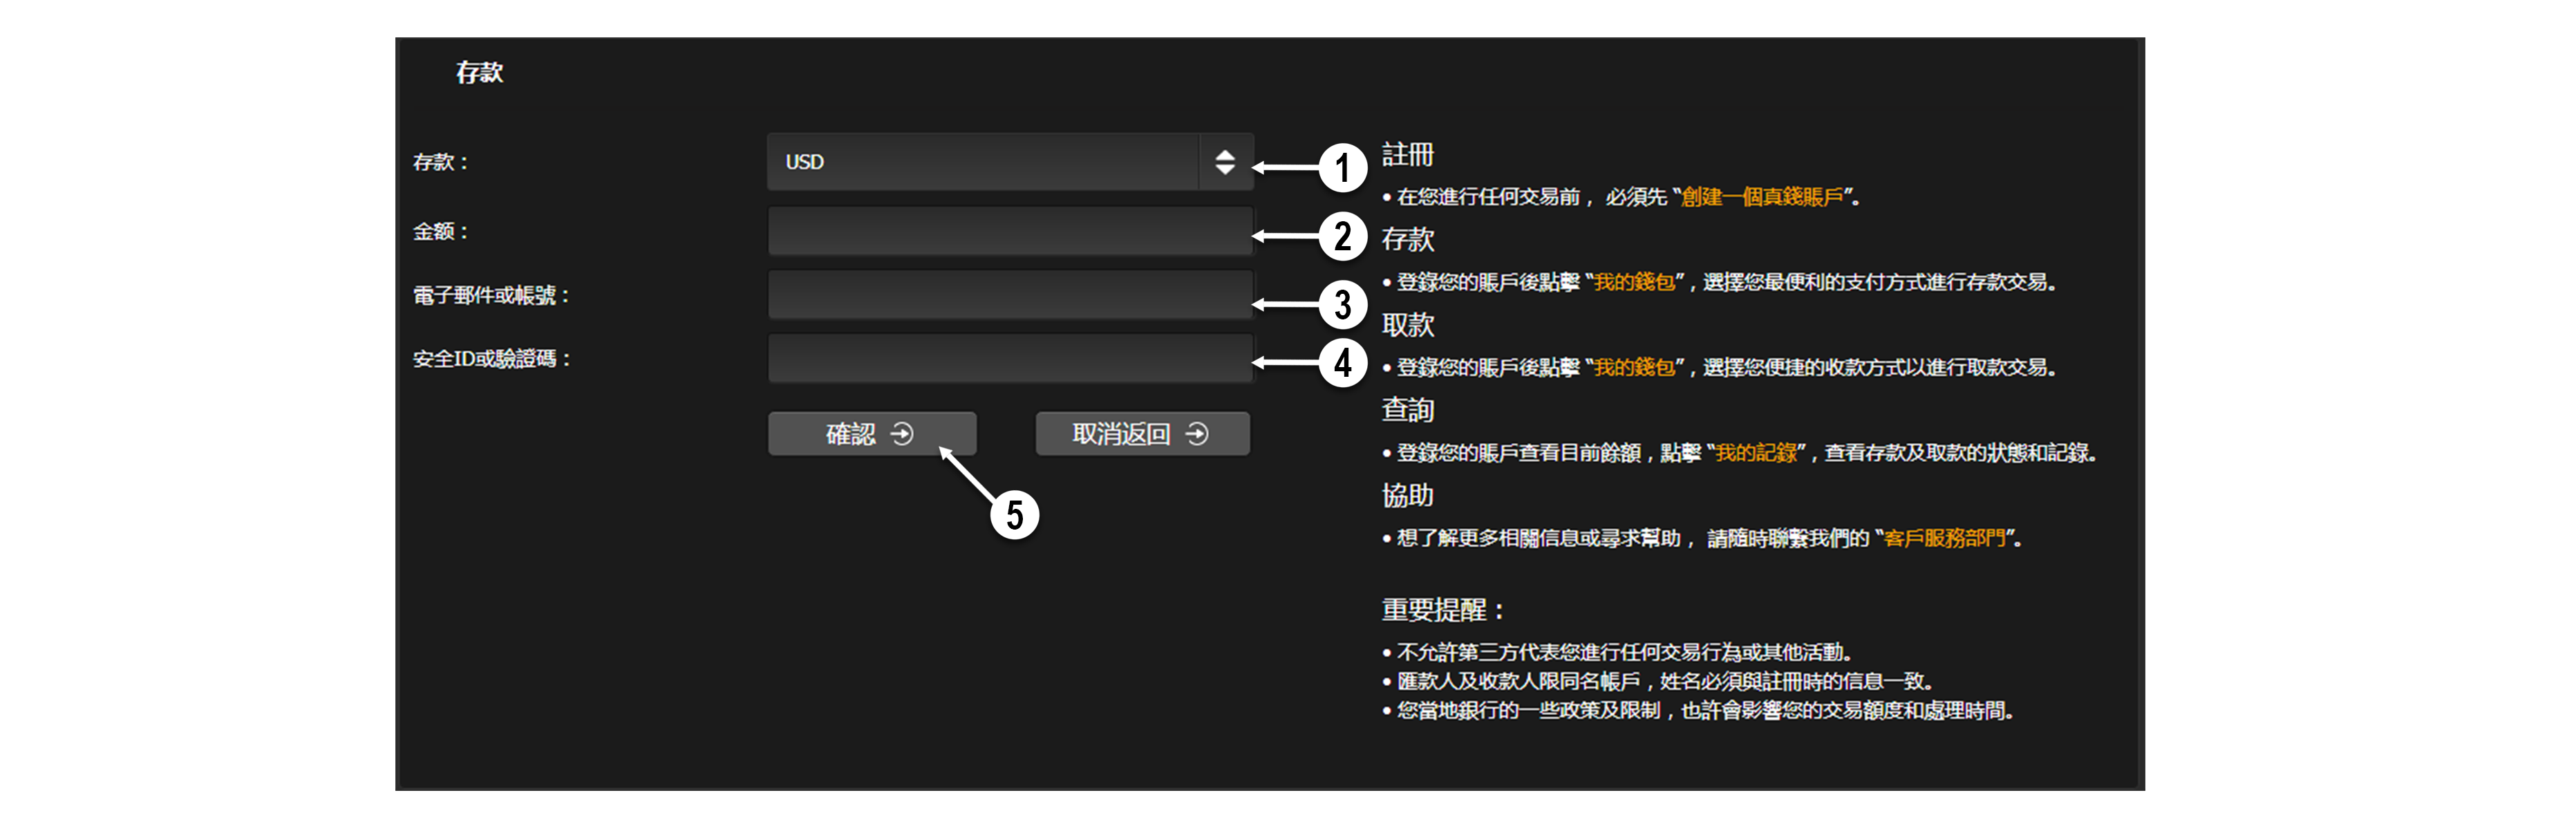 存款
存款：
USD
1
金额：
2
電子郵件或帳號：
3
安全ID或驗證碼：
4
確認
取消返回
5
註冊
• 在您進行任何交易前， 必須先 “創建一個真錢賬戶”。
存款
• 登錄您的賬戶後點擊 “我的錢包”，選擇您最便利的支付方式進行存款交易。
取款
• 登錄您的賬戶後點擊 “我的錢包”，選擇您便捷的收款方式以進行取款交易。
查詢
• 登錄您的賬戶查看目前餘額，點擊 “我的記錄”，查看存款及取款的狀態和記錄。
協助
• 想了解更多相關信息或尋求幫助， 請隨時聯繫我們的 “客戶服務部門”。
重要提醒：
• 不允許第三方代表您進行任何交易行為或其他活動。
• 匯款人及收款人限同名帳戶，姓名必須與註冊時的信息一致。
• 您當地銀行的一些政策及限制，也許會影響您的交易額度和處理時間。